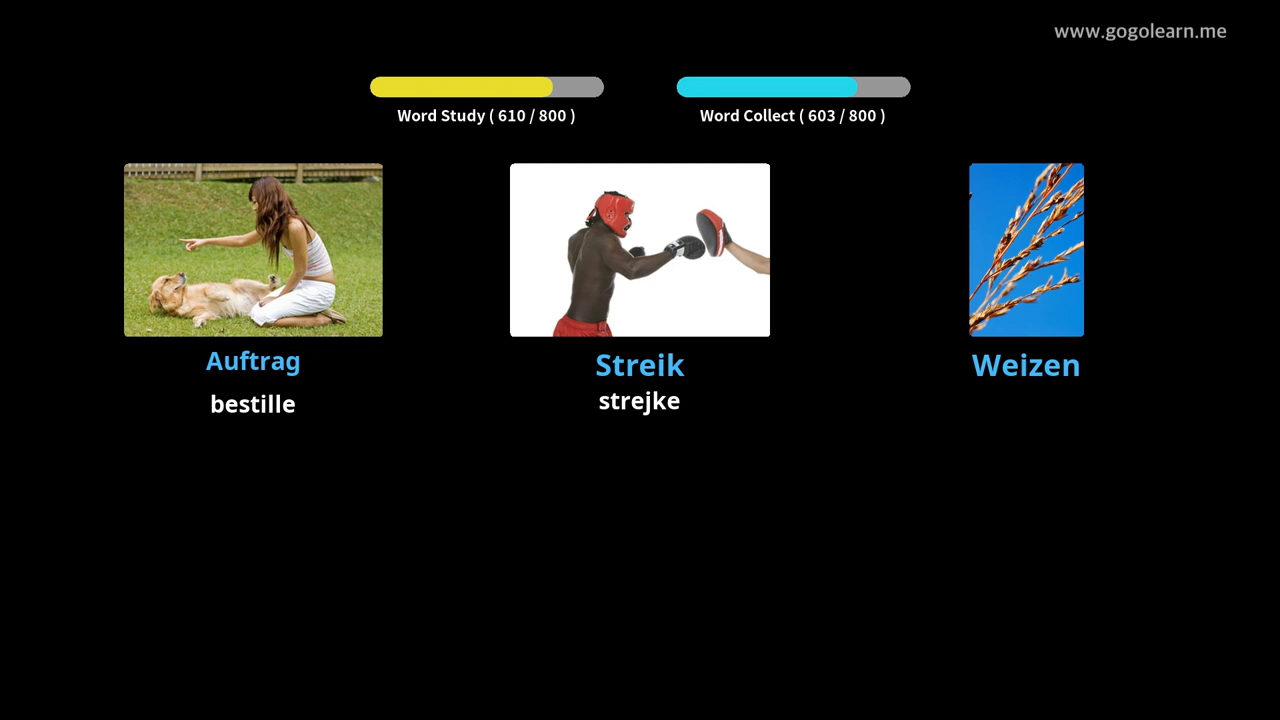 www.gogolearn.me
Word Study ( 610 / 800 )
Word Collect ( 603 / 800 )
Auftrag
bestille
Streik
strejke
Weizen